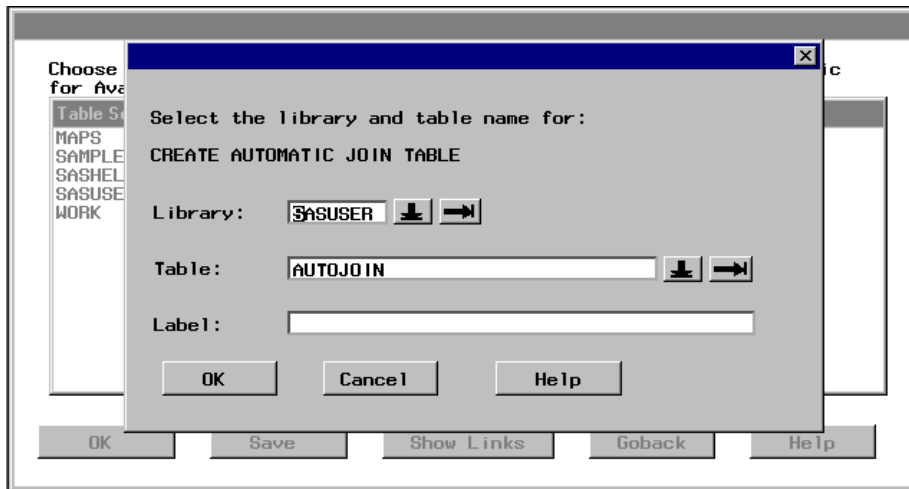 Choose
ic
for Ava
Table Se
MAPS
SAMPLE
SASHEL
SASUSE
WORK
Select the library and table name for:
CREATE AUTOMATIC JOIN TABLE
Library: SASUSER
Table: AUTOJOIN
Label:
OK Cancel Help
OK Save Show Links Goback Help